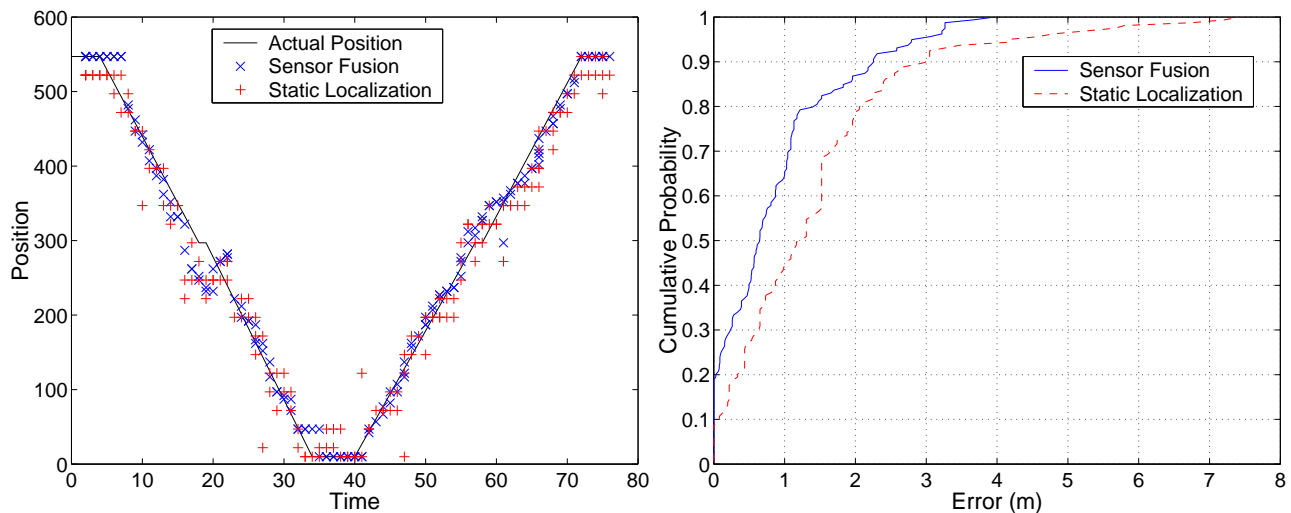 600
500
400
300
200
100
0
0 10 20 30 40 50 60 70 80
Position
Time
Actual Position
Sensor Fusion
Static Localization
1
0.9
0.8
0.7
0.6
0.5
0.4
0.3
0.2
0.1
0
0 1 2 3 4 5 6 7 8
Cumulative Probability
Error (m)
Sensor Fusion
Static Localization